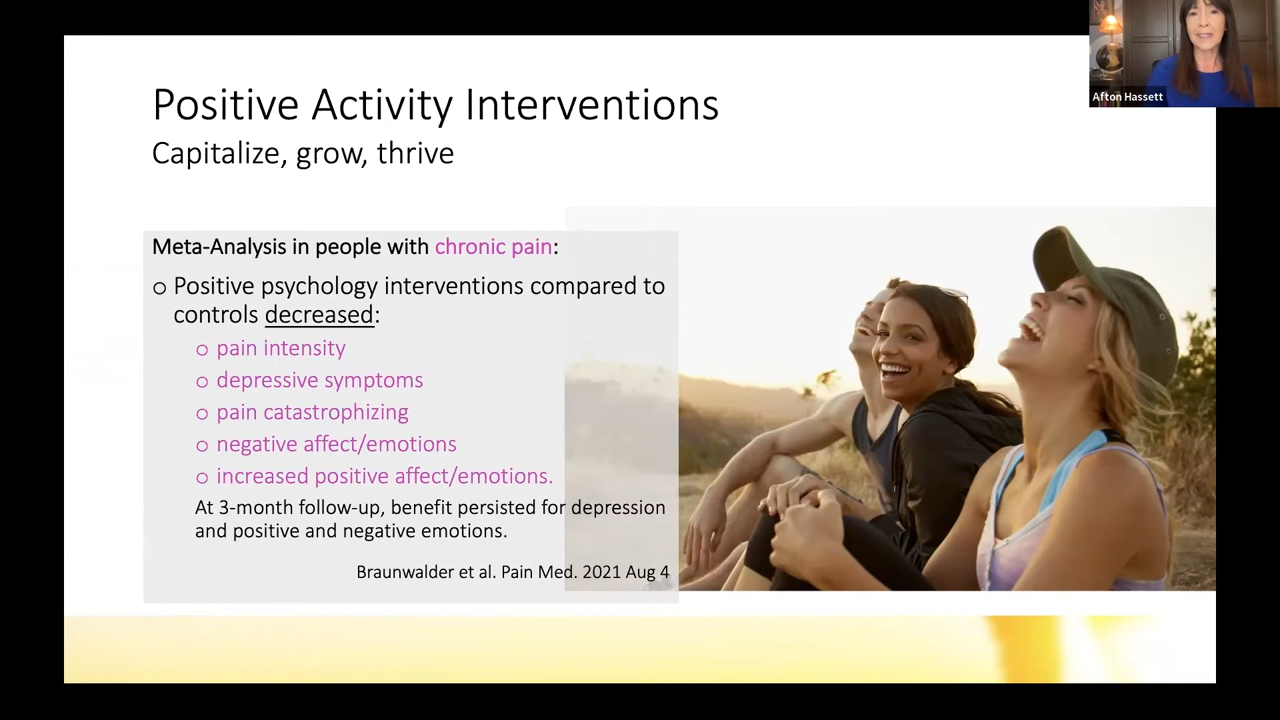 Afton Hassett
Positive Activity Interventions
Capitalize, grow, thrive
Meta-Analysis in people with chronic pain:
o Positive psychology interventions compared to
controls decreased:
o pain intensity
o depressive symptoms
o pain catastrophizing
o negative affect/emotions
o increased positive affect/emotions.
At 3-month follow-up, benefit persisted for depression
and positive and negative emotions.
Braunwalder et al. Pain Med. 2021 Aug 4